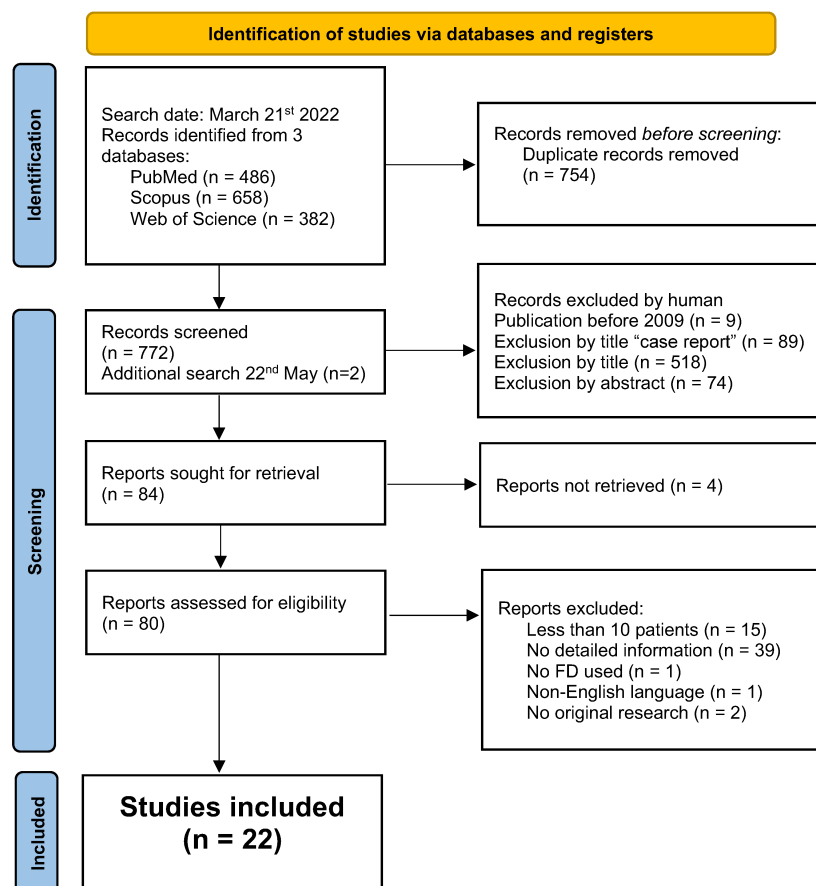 Identification of studies via databases and registers
Identification
Search date: March 21st 2022
Records identified from 3
databases:
PubMed (n = 486)
Scopus (n = 658)
Web of Science (n = 382)
Records removed before screening:
Duplicate records removed
(n = 754)
Screening
Records screened
(n = 772)
Additional search 22nd May (n=2)
Records excluded by human
Publication before 2009 (n = 9)
Exclusion by title “case report” (n = 89)
Exclusion by title (n = 518)
Exclusion by abstract (n = 74)
Reports sought for retrieval
(n = 84)
Reports not retrieved (n = 4)
Reports assessed for eligibility
(n = 80)
Reports excluded:
Less than 10 patients (n = 15)
No detailed information (n = 39)
No FD used (n = 1)
Non-English language (n = 1)
No original research (n = 2)
Included
Studies included
(n = 22)